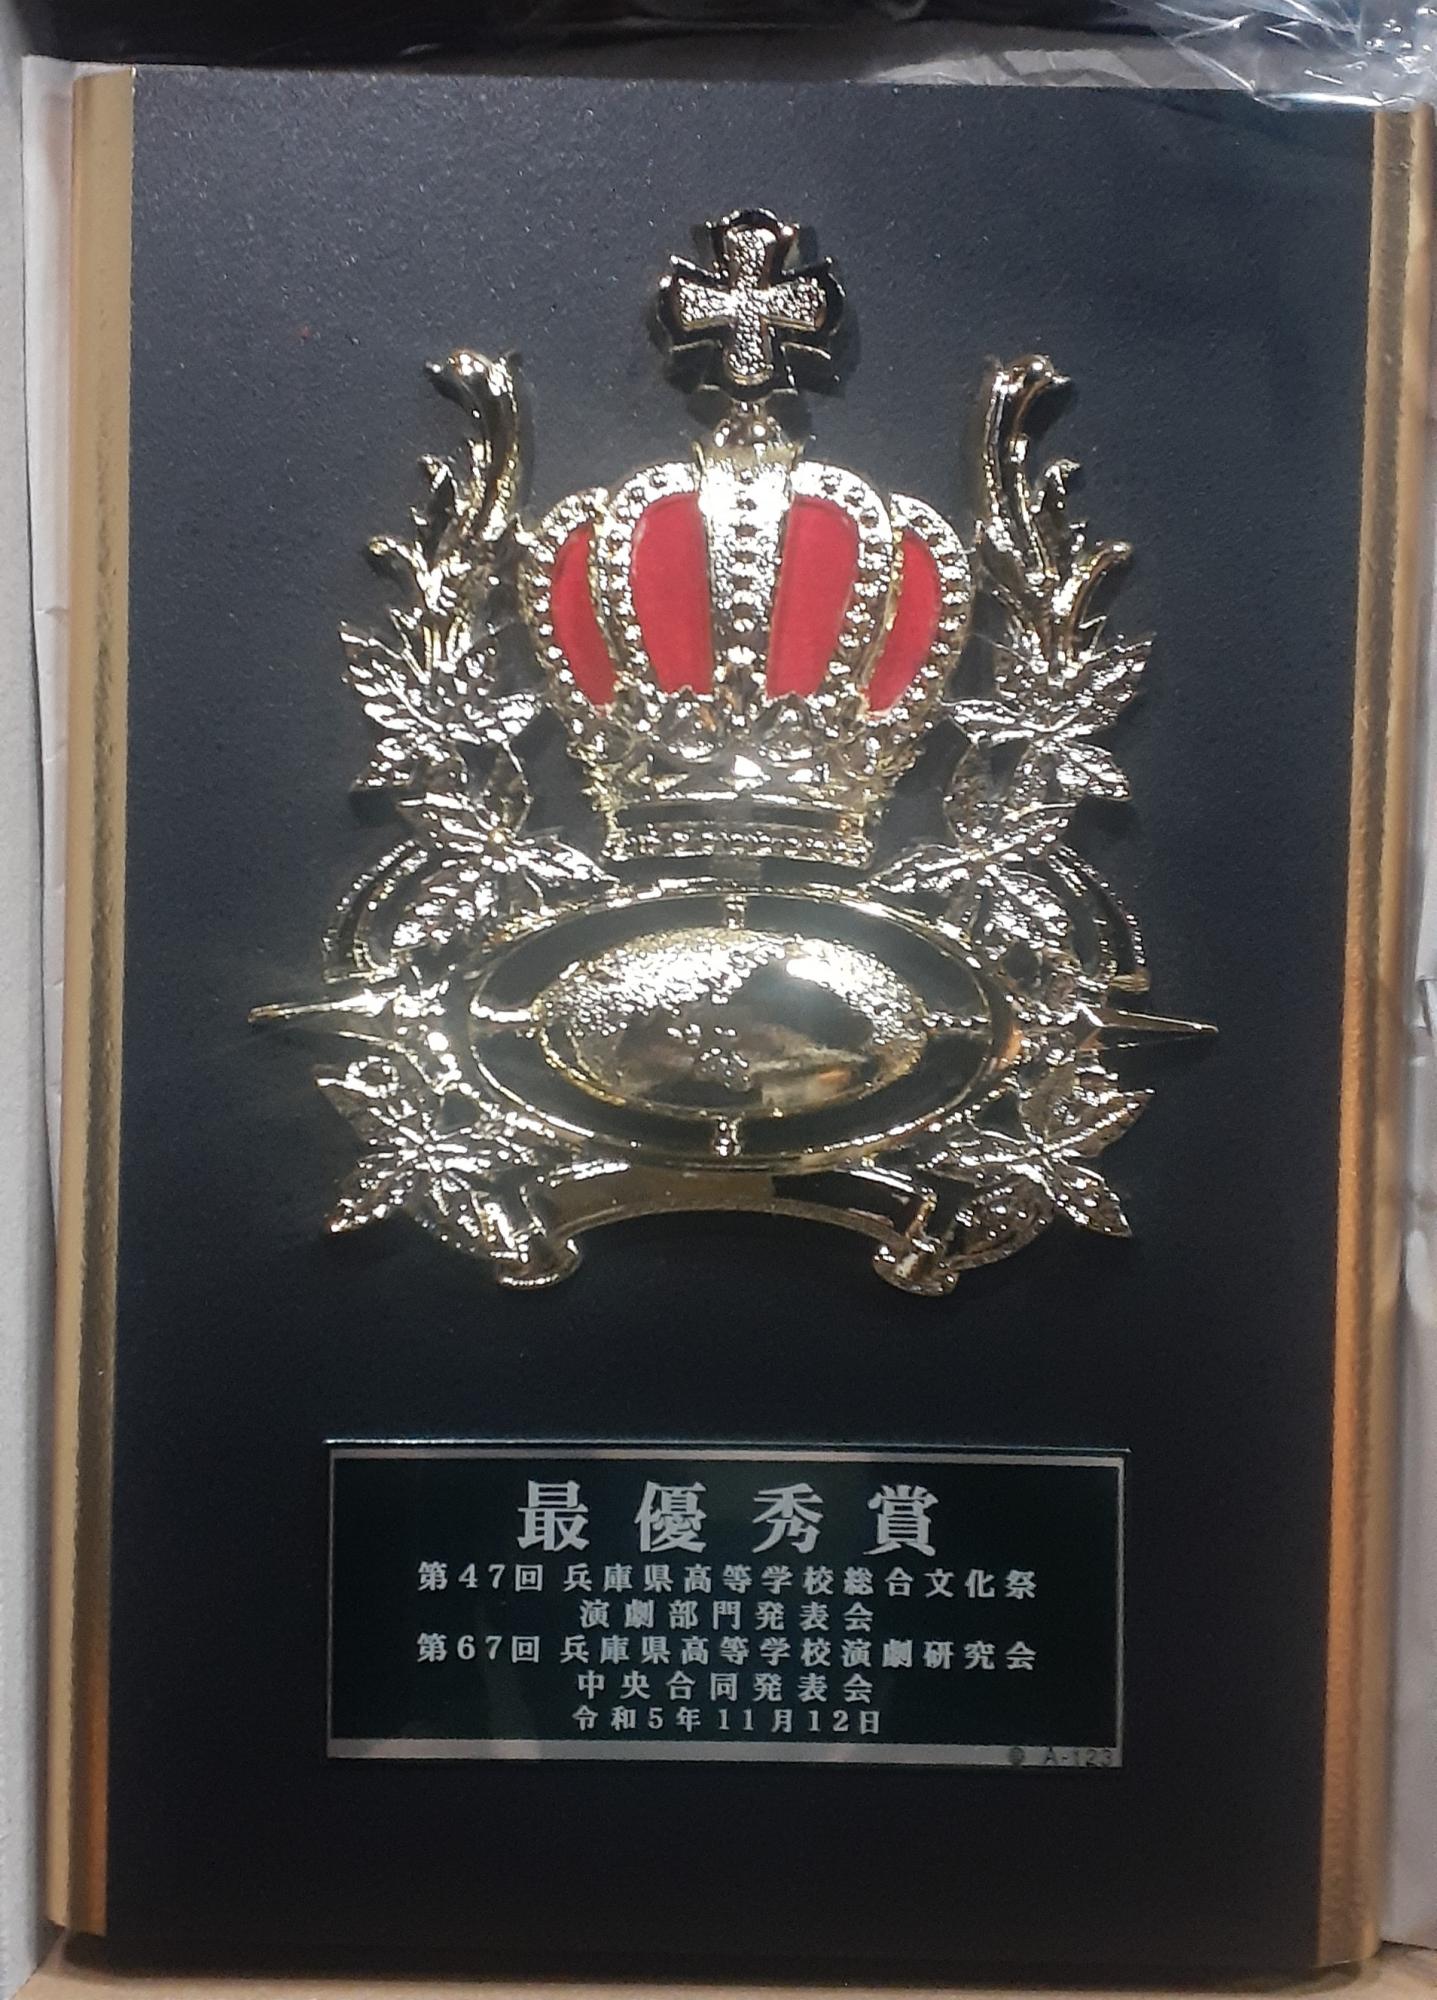 最優秀賞
第47回 兵庫県高等学校総合文化祭
演劇部門発表会
第67回 兵庫県高等学校演劇研究会
中央合同発表会
令和5年11月12日
A-123